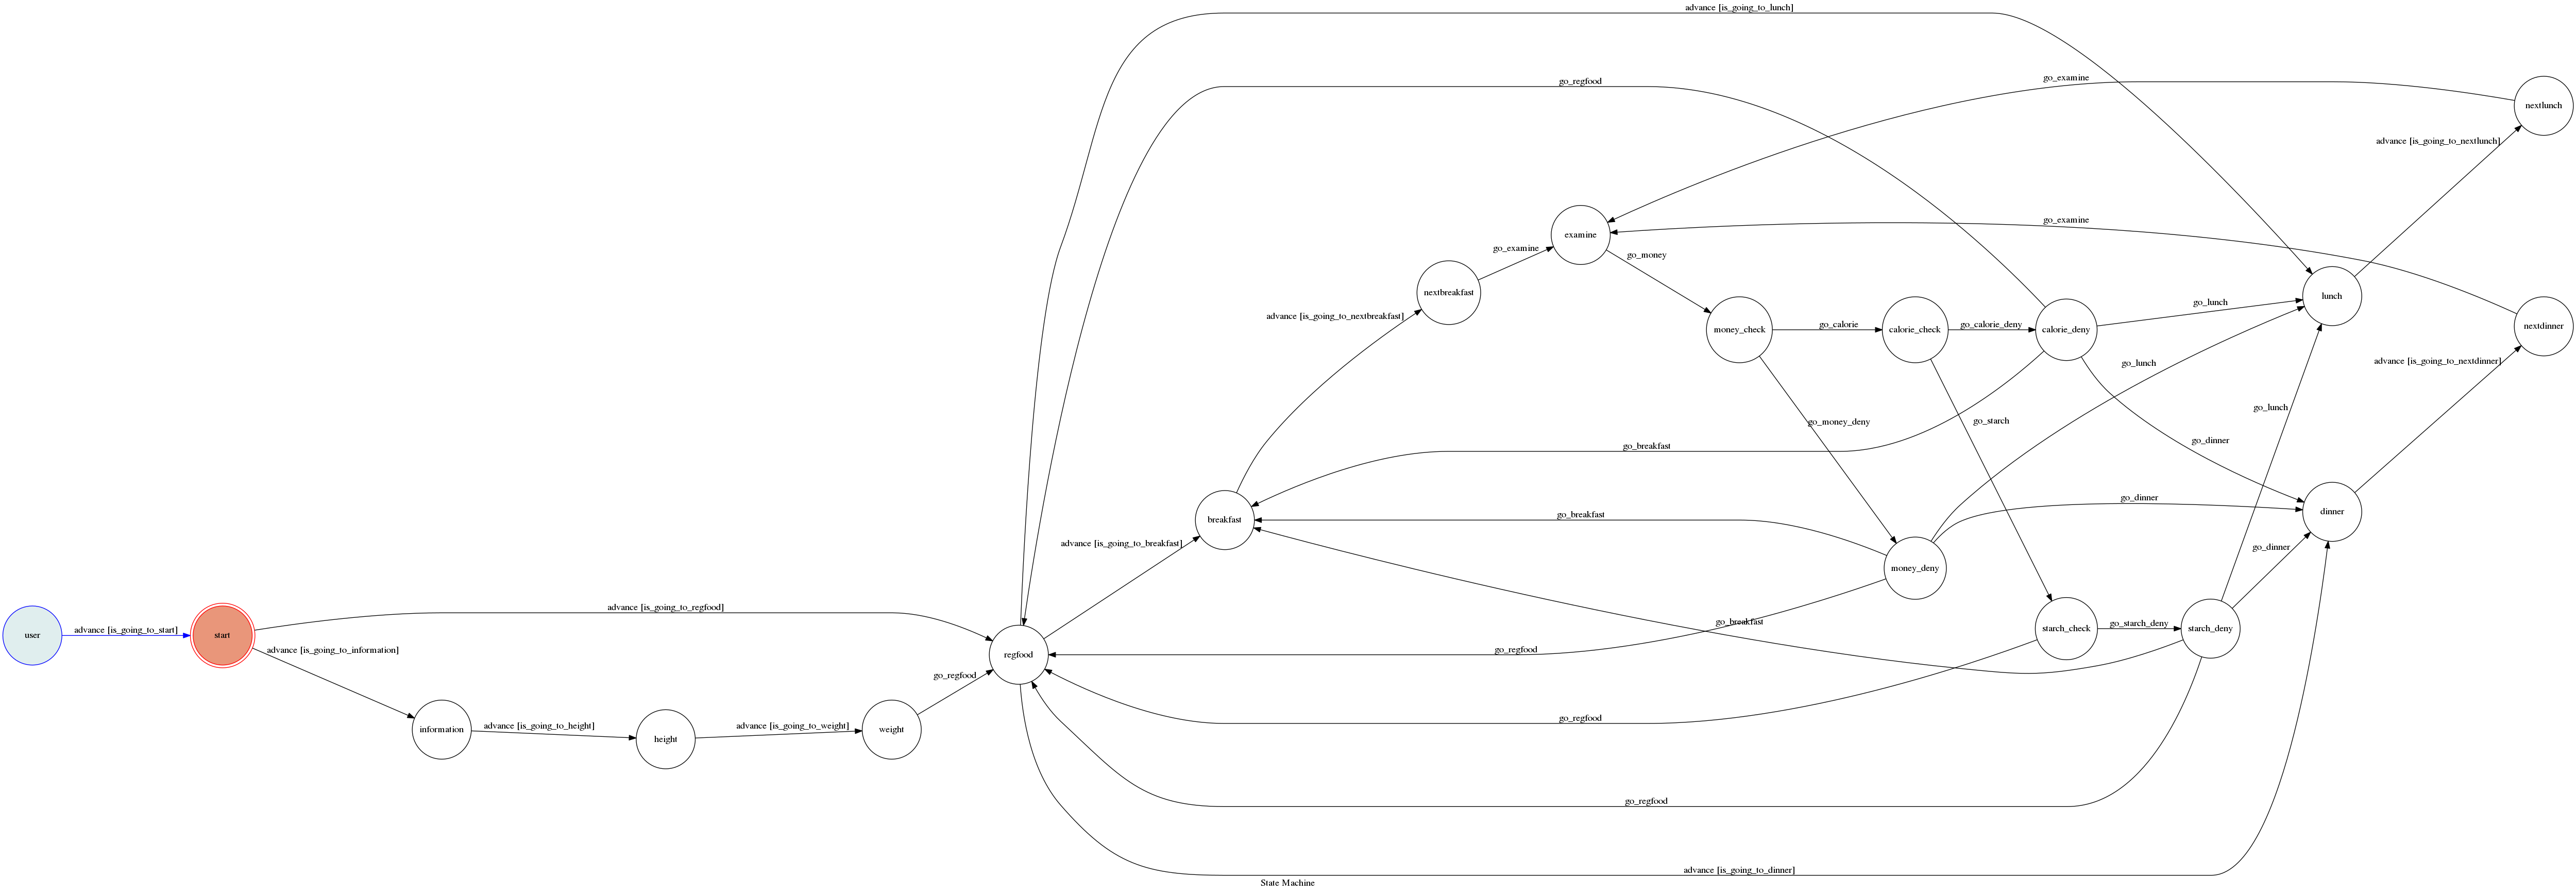 advance [is_going_to_lunch]
go_regfood
go_examine
nextlunch
advance [is_going_to_nextlunch]
go_examine
examine
go_examine
go_money
nextbreakfast
lunch
go_lunch
advance [is_going_to_nextbreakfast]
money_check
go_calorie
calorie_check
go_calorie_deny
calorie_deny
nextdinner
go_lunch
advance [is_going_to_nextdinner]
go_lunch
go_money_deny
go_starch
go_breakfast
go_dinner
go_dinner
breakfast
go_breakfast
dinner
advance [is_going_to_breakfast]
go_dinner
money_deny
advance [is_going_to_regfood]
go_breakfast
user
advance [is_going_to_start]
start
starch_check
go_starch_deny
starch_deny
advance [is_going_to_information]
regfood
go_regfood
go_regfood
information
advance [is_going_to_height]
height
advance [is_going_to_weight]
weight
go_regfood
go_regfood
advance [is_going_to_dinner]
State Machine